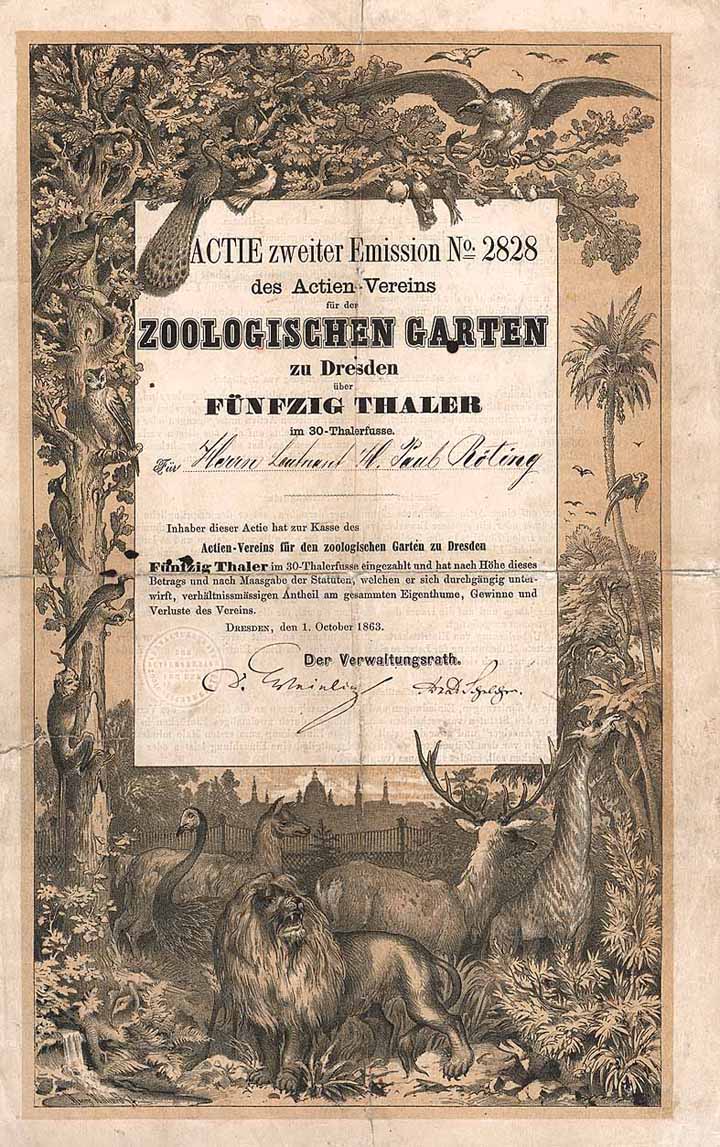 ACTIE zweiter Emission No. 2828
des Actien-Vereins
für den
ZOOLOGISCHEN GARTEN
zu Dresden
über
FÜNFZIG THALER
im 30-Thalerfusse.
Für Herrn Leutnant Paul Röting
Inhaber dieser Actie hat zur Kasse des
Actien-Vereins für den zoologischen Garten zu Dresden
Fünfzig Thaler im 30-Thalerfusse eingezahlt und hat nach Höhe dieses
Betrags und nach Maasgabe der Statuten, welchen er sich durchgängig unter-
wirft, verhältnissmässigen Antheil am gesammten Eigenthume, Gewinne und
Verluste des Vereins.
DRESDEN, den 1. October 1863.
Der Verwaltungsrath.